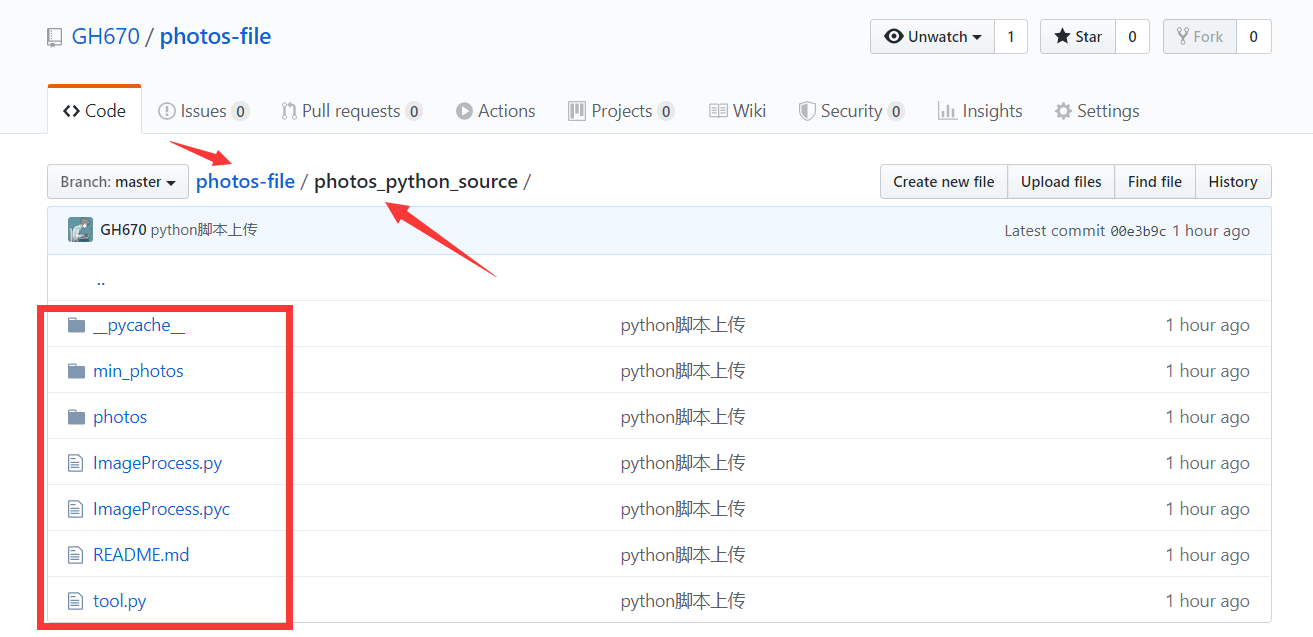 GH670 / photos-file Unwatch 1 Star 0 Fork 0
Code Issues 0 Pull requests 0 Actions Projects 0 Wiki Security 0 Insights Settings
Branch: master photos-file / photos_python_source / Create new file Upload files Find file History
GH670 python脚本上传 Latest commit 00e3b9c 1 hour ago
..
__pycache__ python脚本上传 1 hour ago
min_photos python脚本上传 1 hour ago
photos python脚本上传 1 hour ago
ImageProcess.py python脚本上传 1 hour ago
ImageProcess.pyc python脚本上传 1 hour ago
README.md python脚本上传 1 hour ago
tool.py python脚本上传 1 hour ago